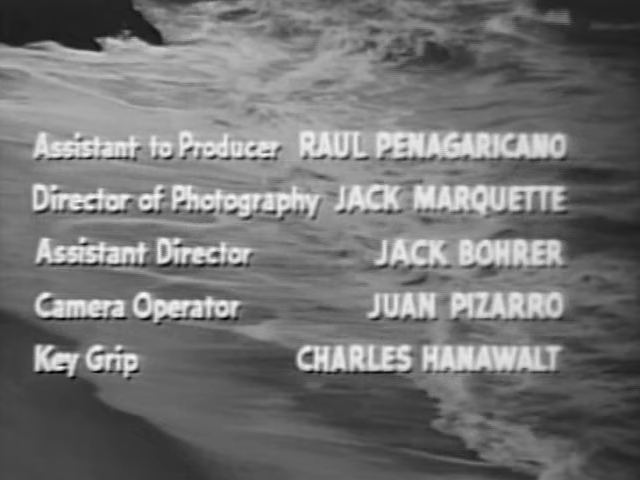 Assistant to Producer RAUL PENAGARICANO
Director of Photography JACK MARQUETTE
Assistant Director JACK BOHRER
Camera Operator JUAN PIZARRO
Key Grip CHARLES HANAWALT